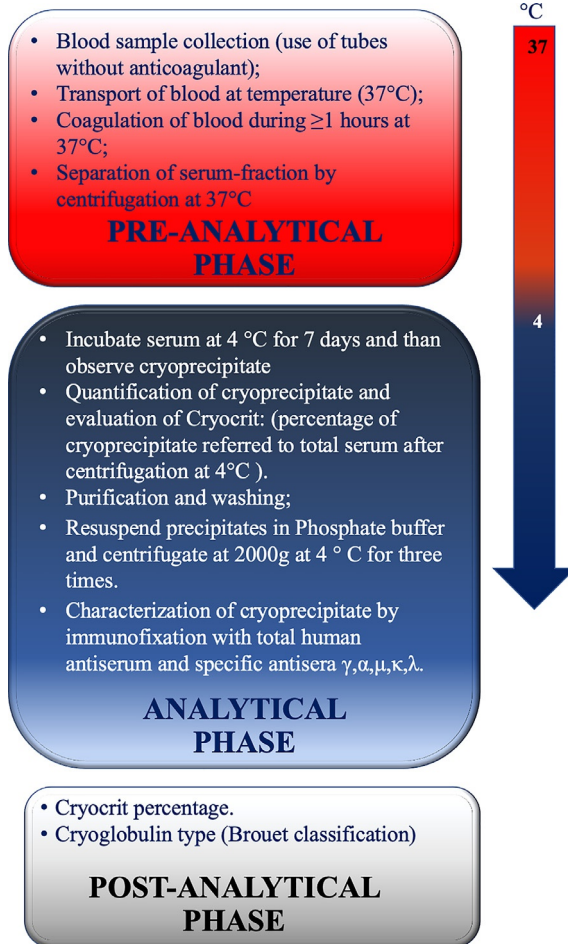 °C
37
4
• Blood sample collection (use of tubes
without anticoagulant);
• Transport of blood at temperature (37°C);
• Coagulation of blood during ≥1 hours at
37°C;
• Separation of serum-fraction by
centrifugation at 37°C
PRE-ANALYTICAL
PHASE
• Incubate serum at 4 °C for 7 days and than
observe cryoprecipitate
• Quantification of cryoprecipitate and
evaluation of Cryocrit: (percentage of
cryoprecipitate referred to total serum after
centrifugation at 4°C ).
• Purification and washing;
• Resuspend precipitates in Phosphate buffer
and centrifugate at 2000g at 4 ° C for three
times.
• Characterization of cryoprecipitate by
immunofixation with total human
antiserum and specific antisera γ,α,μ,κ,λ.
ANALYTICAL
PHASE
• Cryocrit percentage.
• Cryoglobulin type (Brouet classification)
POST-ANALYTICAL
PHASE